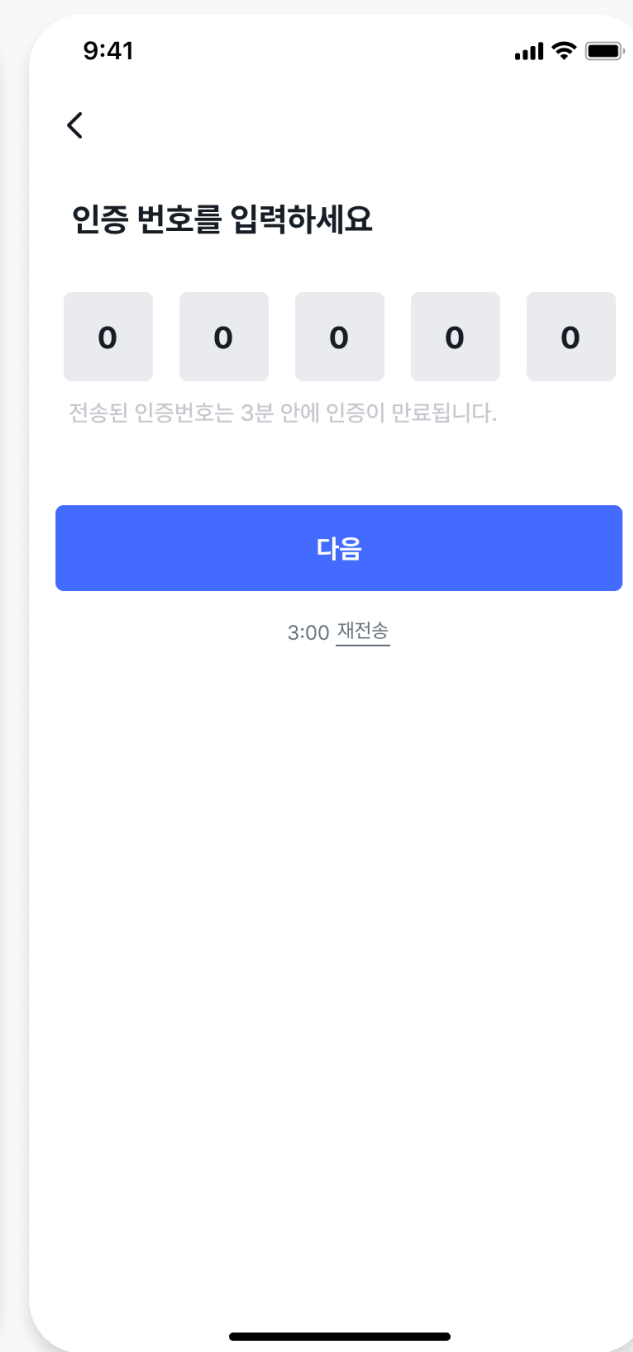 9:41
인증 번호를 입력하세요
0 0 0 0 0
전송된 인증번호는 3분 안에 인증이 만료됩니다.
다음
3:00 재전송